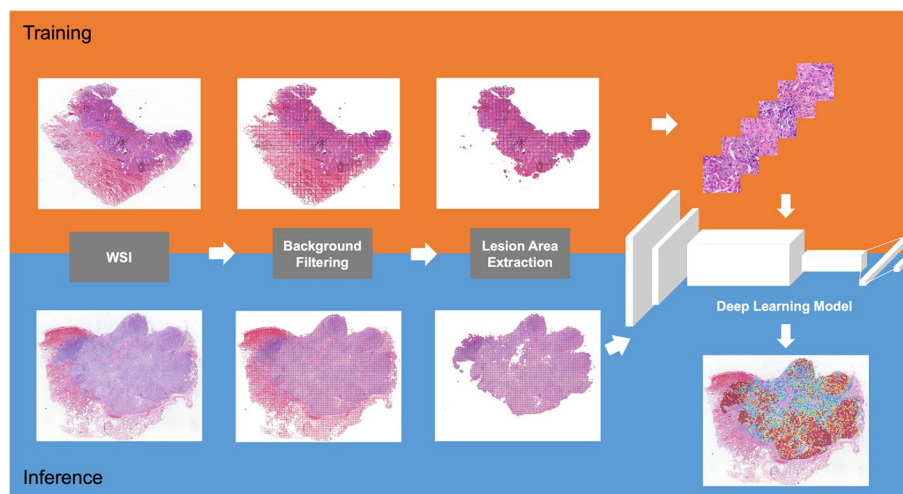 Training
WSI
Background
Filtering
Lesion Area
Extraction
Deep Learning Model
Inference